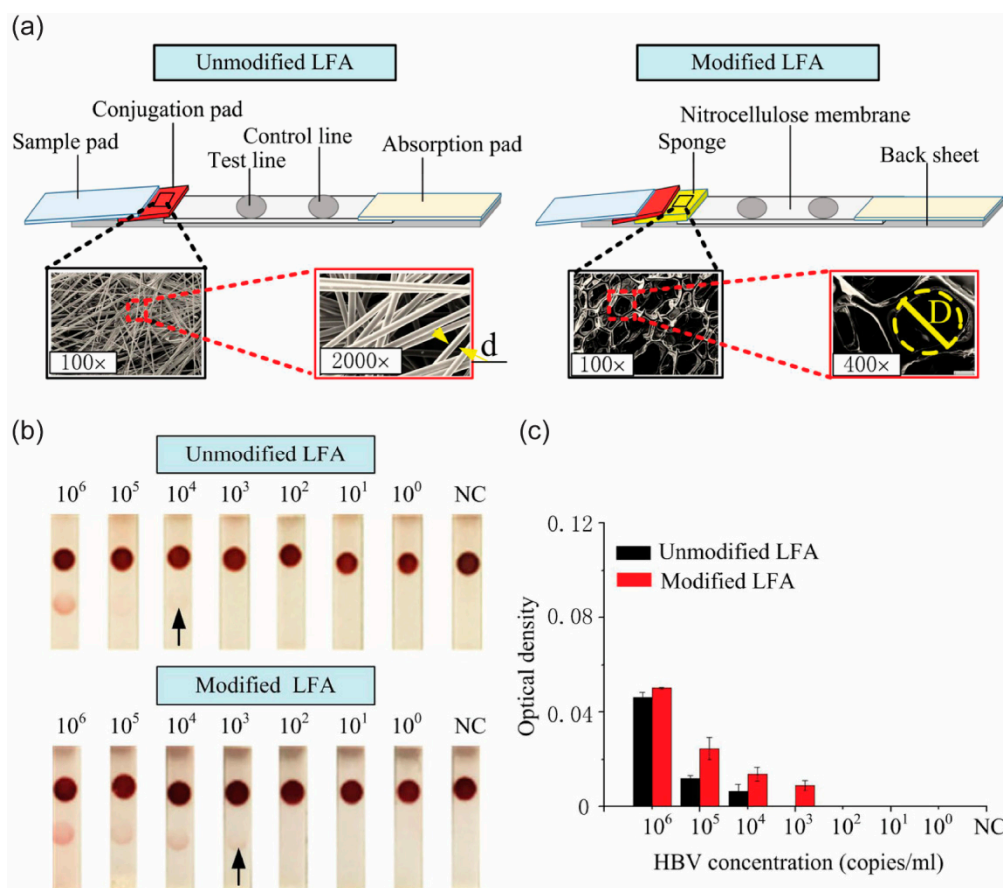 (a)
Unmodified LFA
Modified LFA
Conjugation pad
Sample pad
Control line
Test line
Absorption pad
Nitrocellulose membrane
Sponge
Back sheet
100×
2000×
d
100×
400×
D
(b)
Unmodified LFA
10⁶ 10⁵ 10⁴ 10³ 10² 10¹ 10⁰ NC
Modified LFA
10⁶ 10⁵ 10⁴ 10³ 10² 10¹ 10⁰ NC
(c)
0.12
0.08
0.04
0
Optical density
Unmodified LFA
Modified LFA
10⁶ 10⁵ 10⁴ 10³ 10² 10¹ 10⁰ NC
HBV concentration (copies/ml)